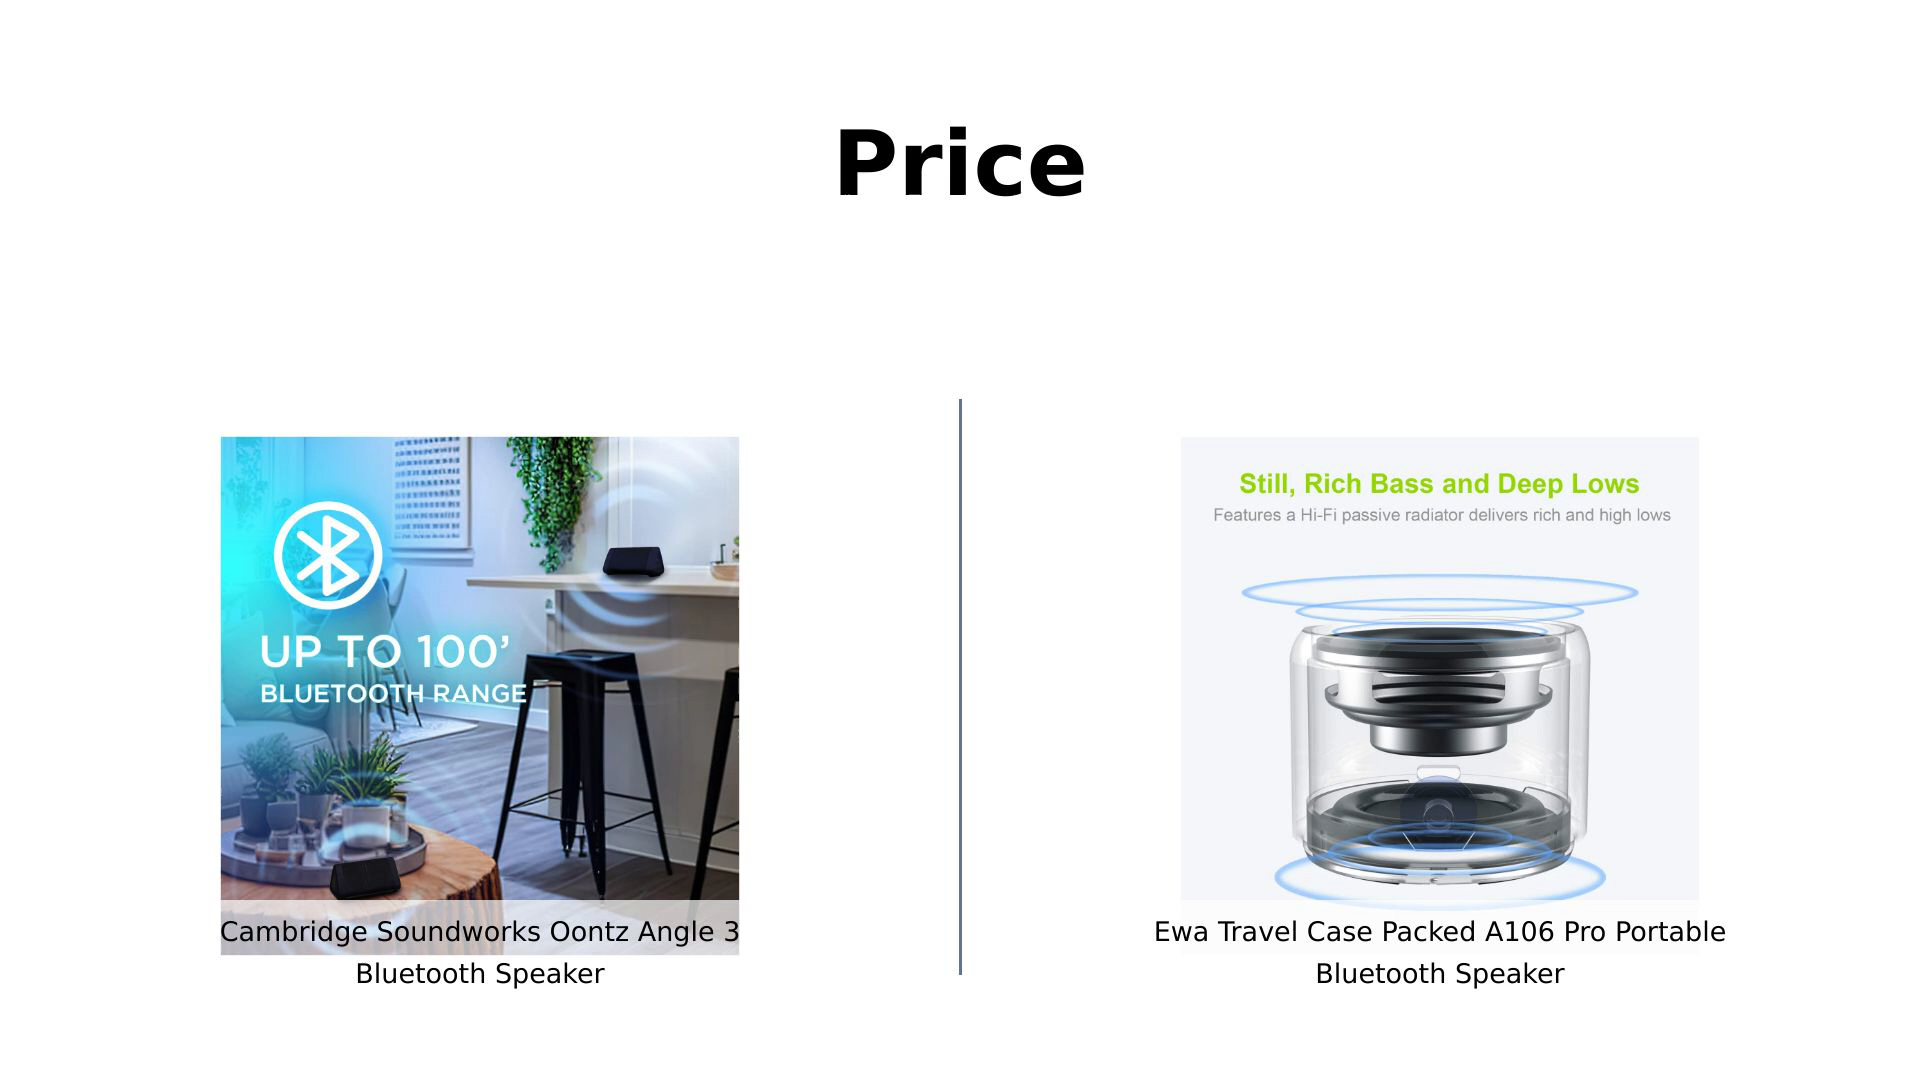 Price
UP TO 100’
BLUETOOTH RANGE
Cambridge Soundworks Oontz Angle 3
Bluetooth Speaker
Still, Rich Bass and Deep Lows
Features a Hi-Fi passive radiator delivers rich and high lows
Ewa Travel Case Packed A106 Pro Portable
Bluetooth Speaker